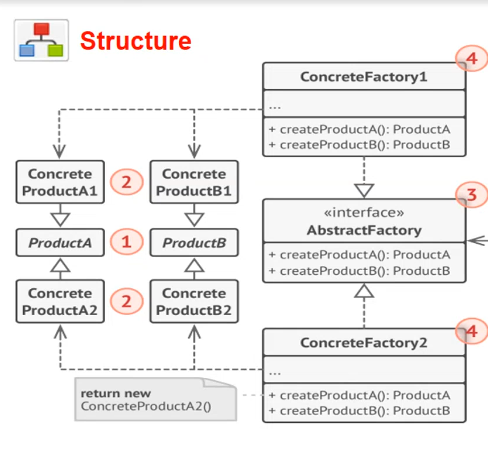 Structure
4
ConcreteFactory1
...
+ createProductA(): ProductA
+ createProductB(): ProductB
Concrete
ProductA1
2
Concrete
ProductB1
3
«interface»
AbstractFactory
+ createProductA(): ProductA
+ createProductB(): ProductB
ProductA
1
ProductB
Concrete
ProductA2
2
Concrete
ProductB2
4
ConcreteFactory2
...
+ createProductA(): ProductA
+ createProductB(): ProductB
return new
ConcreteProductA2()